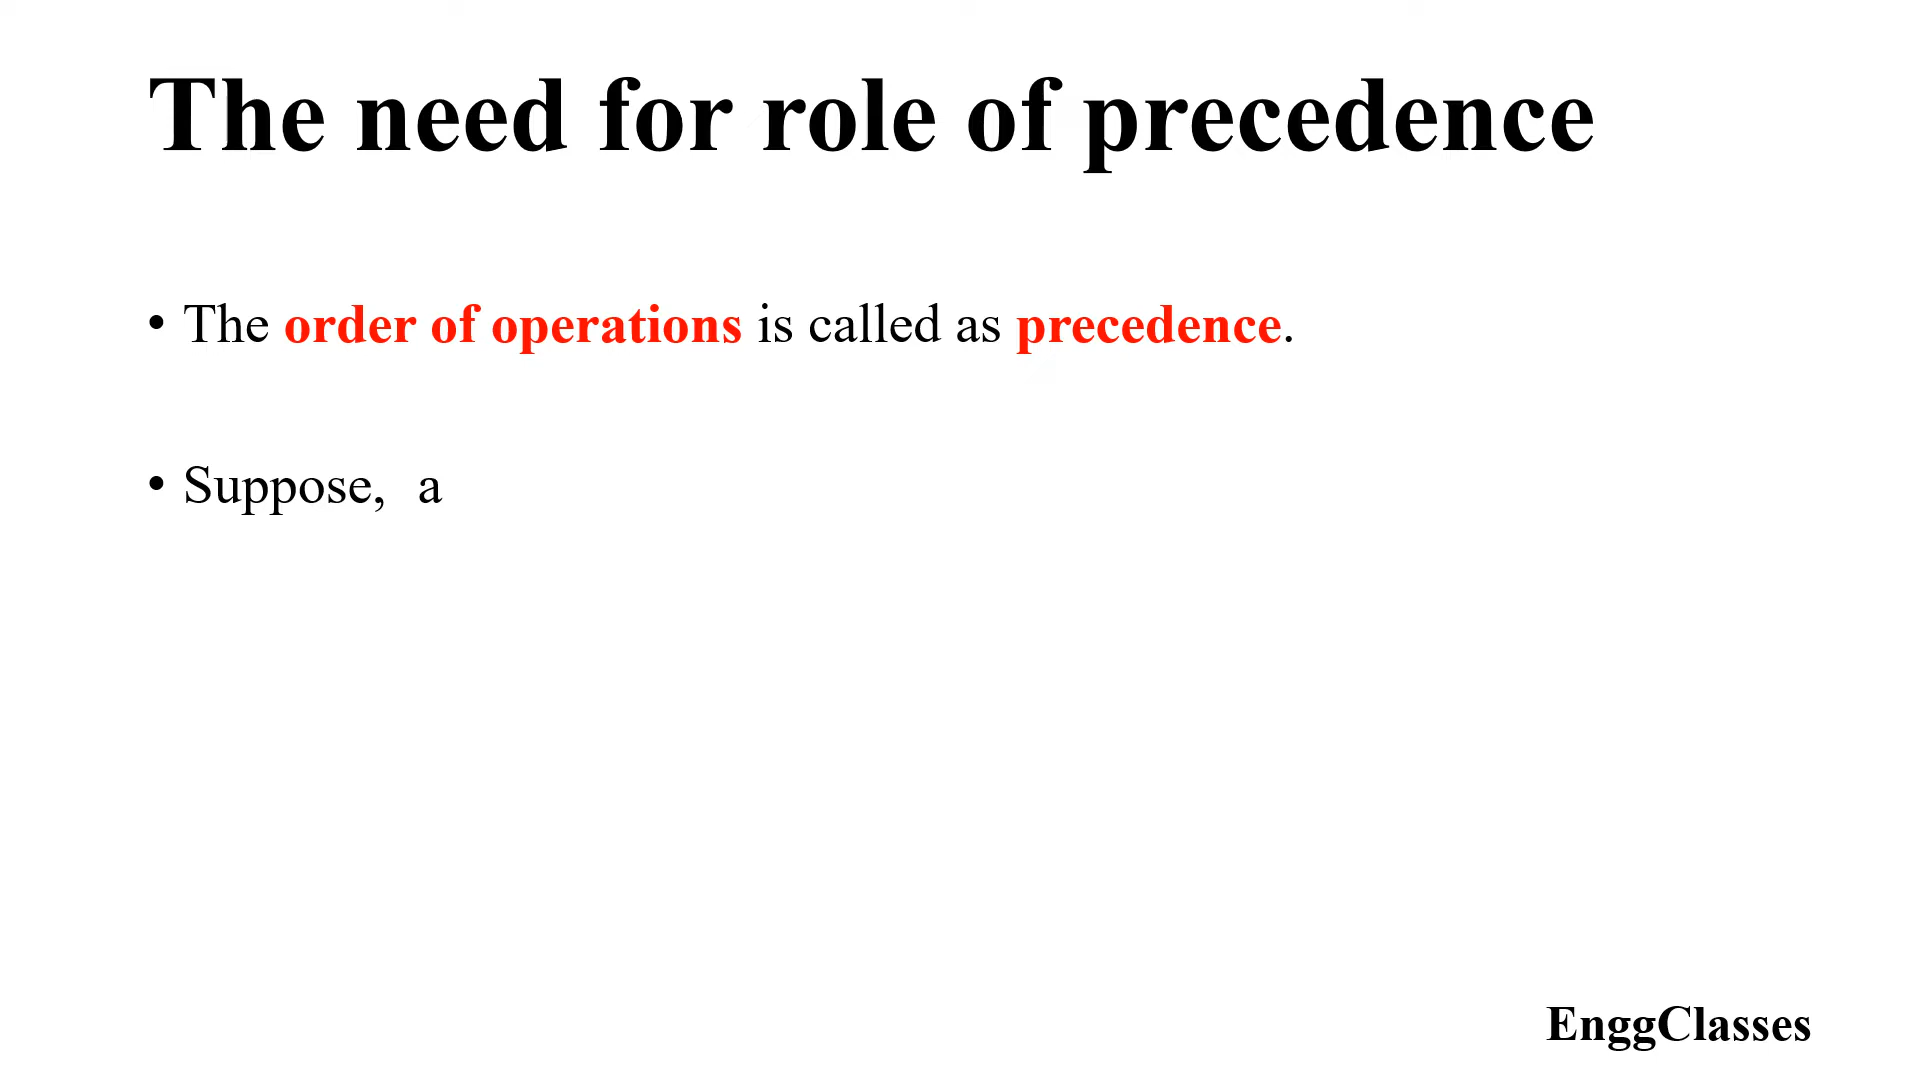 The need for role of precedence
• The order of operations is called as precedence.
• Suppose, a
EnggClasses